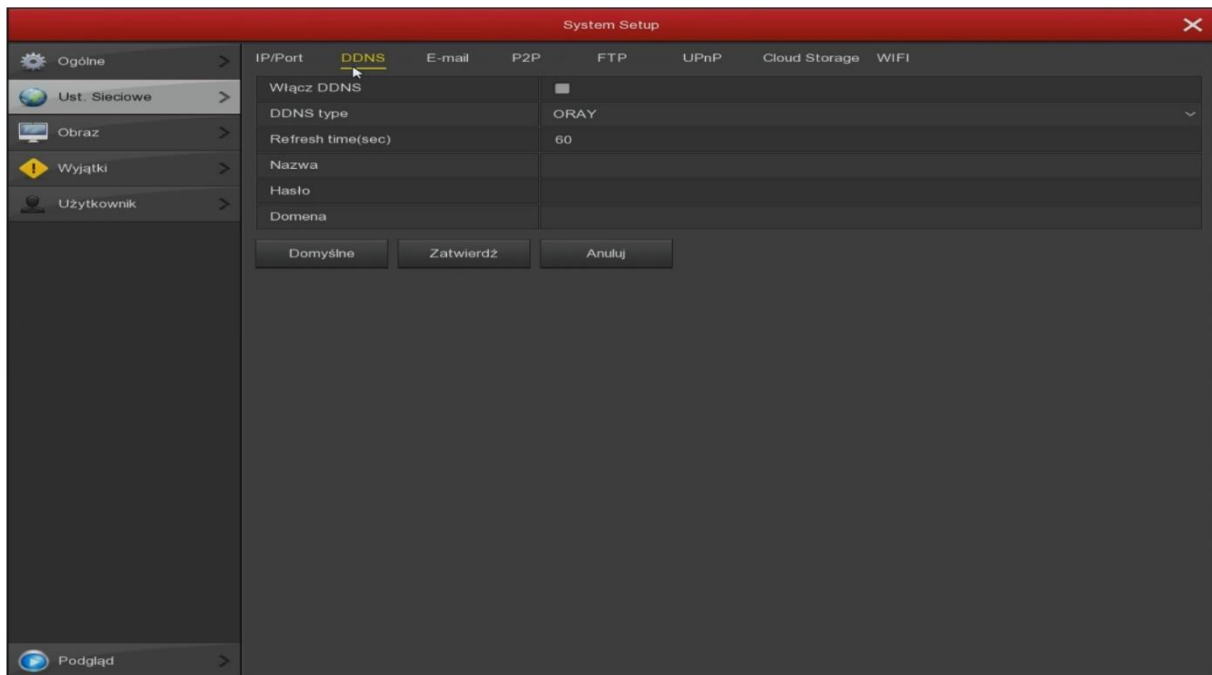 System Setup
Ogólne
Ust. Sieciowe
Obraz
Wyjątki
Użytkownik
Podgląd
IP/Port DDNS E-mail P2P FTP UPnP Cloud Storage WIFI
Włącz DDNS
DDNS type ORAY
Refresh time(sec) 60
Nazwa
Hasło
Domena
Domyślne Zatwierdź Anuluj